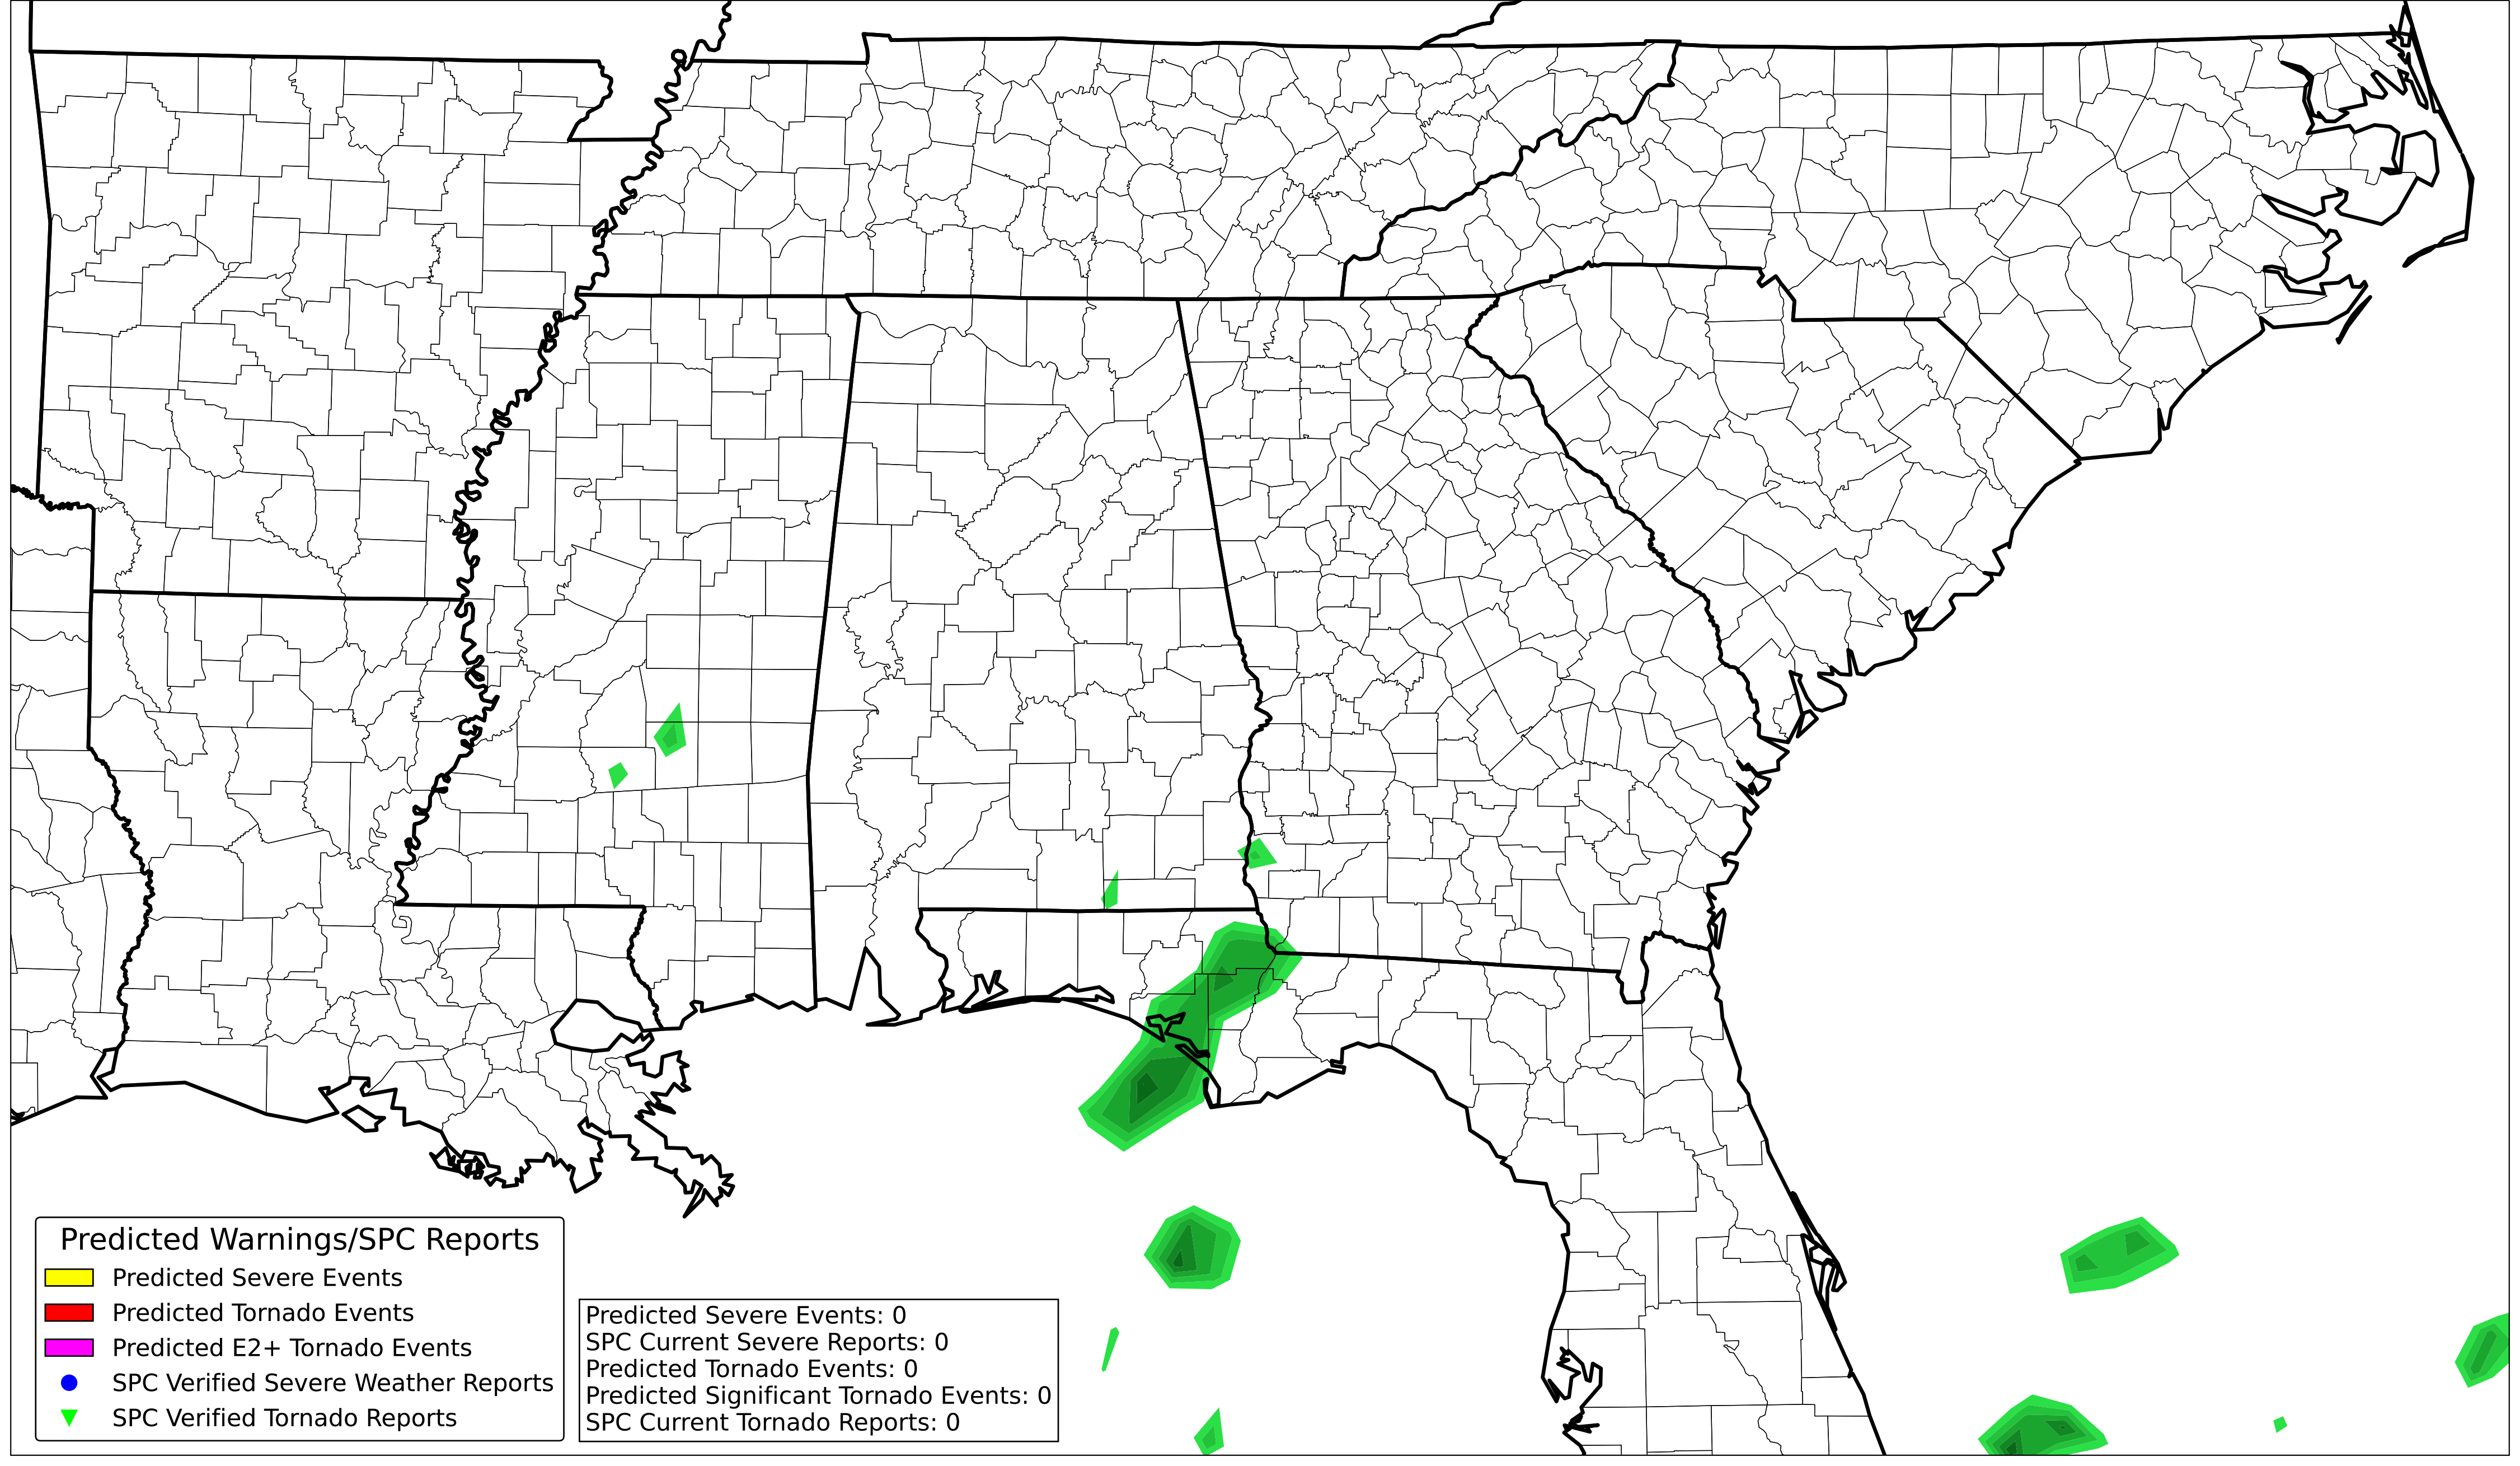 Predicted Warnings/SPC Reports
Predicted Severe Events
Predicted Tornado Events
Predicted E2+ Tornado Events
SPC Verified Severe Weather Reports
SPC Verified Tornado Reports
Predicted Severe Events: 0
SPC Current Severe Reports: 0
Predicted Tornado Events: 0
Predicted Significant Tornado Events: 0
SPC Current Tornado Reports: 0